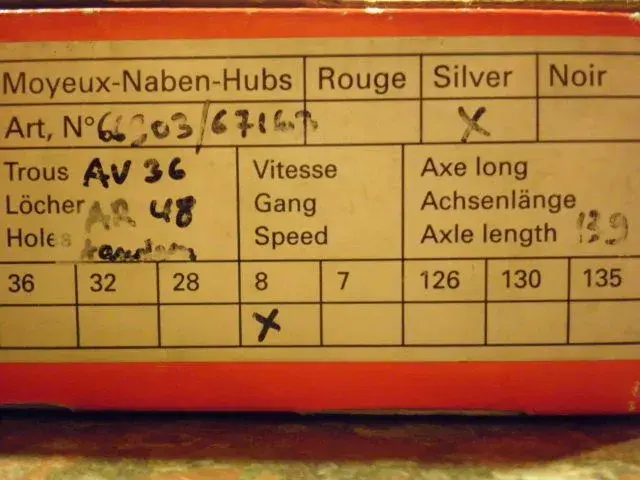 Moyeux-Naben-Hubs Rouge Silver Noir
Art, N° X
Trous AV 36 Vitesse Axe long
Löcher AR 48 Gang Achsenlänge
Holes tandem Speed Axle length
36 32 28 8 7 126 130 135
X